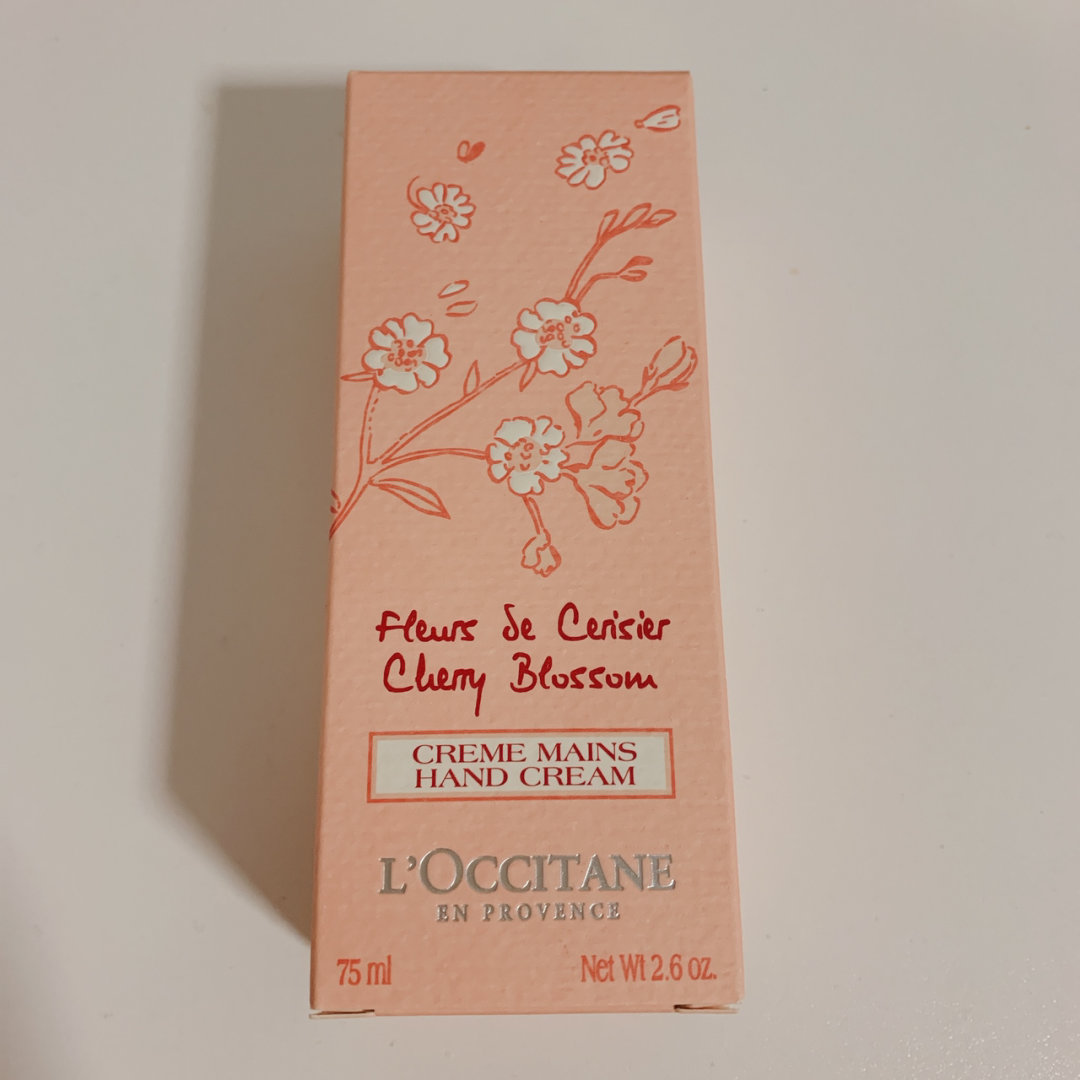 Fleurs de Cerisier
Cherry Blossom
CREME MAINS
HAND CREAM
L'OCCITANE
EN PROVENCE
75 ml
Net Wt 2.6 oz.